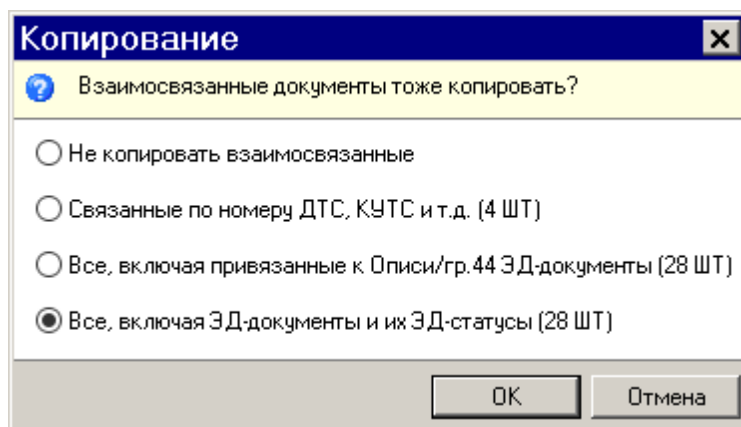 Копирование
Взаимосвязанные документы тоже копировать?
Не копировать взаимосвязанные
Связанные по номеру ДТС, КУТС и т.д. (4 ШТ)
Все, включая привязанные к Описи/гр.44 ЭД-документы (28 ШТ)
Все, включая ЭД-документы и их ЭД-статусы (28 ШТ)
OK
Отмена